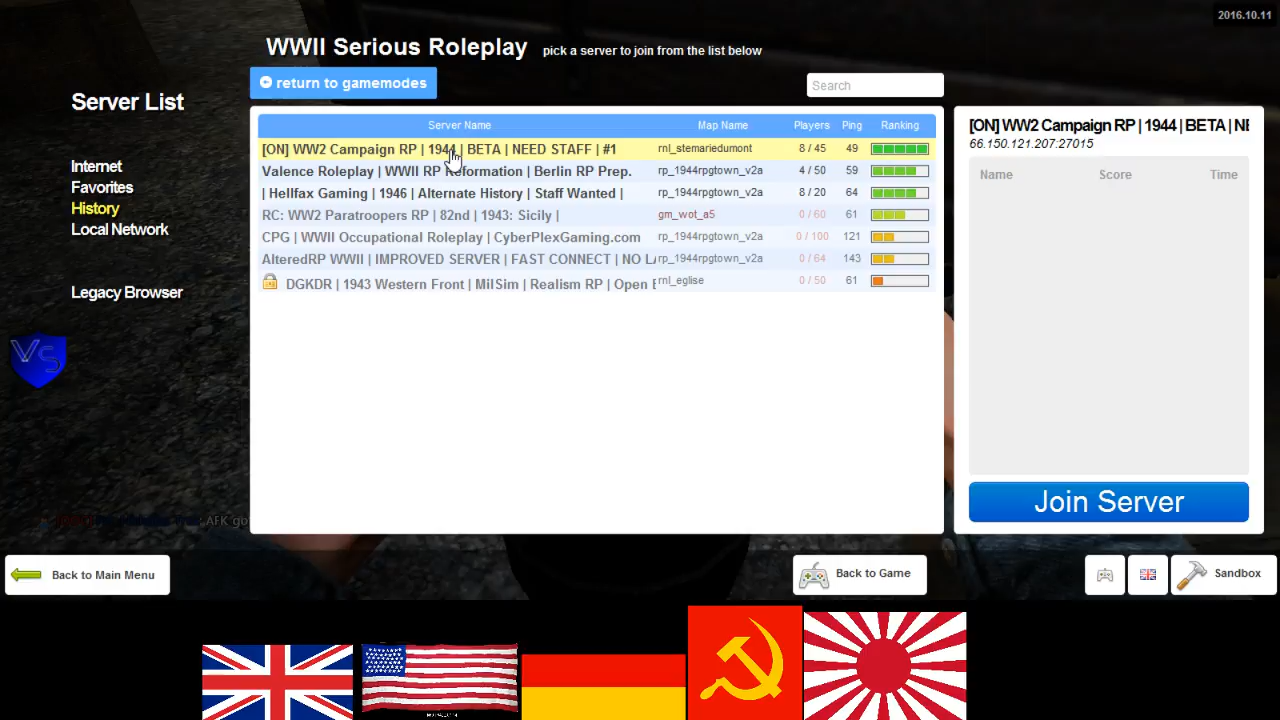 2016.10.11
WWII Serious Roleplay pick a server to join from the list below
return to gamemodes
Search
Server List
Internet
Favorites
History
Local Network
Legacy Browser
VS
Server Name Map Name Players Ping Ranking
[ON] WW2 Campaign RP | 1944 | BETA | NEED STAFF | #1 rnl_stemariedumont 8 / 45 49
Valence Roleplay | WWII RP Reformation | Berlin RP Prep. rp_1944rpgtown_v2a 4 / 50 59
| Hellfax Gaming | 1946 | Alternate History | Staff Wanted | rp_1944rpgtown_v2a 8 / 20 64
RC: WW2 Paratroopers RP | 82nd | 1943: Sicily | gm_wot_a5 0 / 60 61
CPG | WWII Occupational Roleplay | CyberPlexGaming.com rp_1944rpgtown_v2a 0 / 100 121
AlteredRP WWII | IMPROVED SERVER | FAST CONNECT | NO LA rp_1944rpgtown_v2a 0 / 64 143
DGKDR | 1943 Western Front | MilSim | Realism RP | Open E rnl_eglise 0 / 50 61
[ON] WW2 Campaign RP | 1944 | BETA | NE
66.150.121.207:27015
Name Score Time
Join Server
AFK go
Back to Main Menu
Back to Game
Sandbox